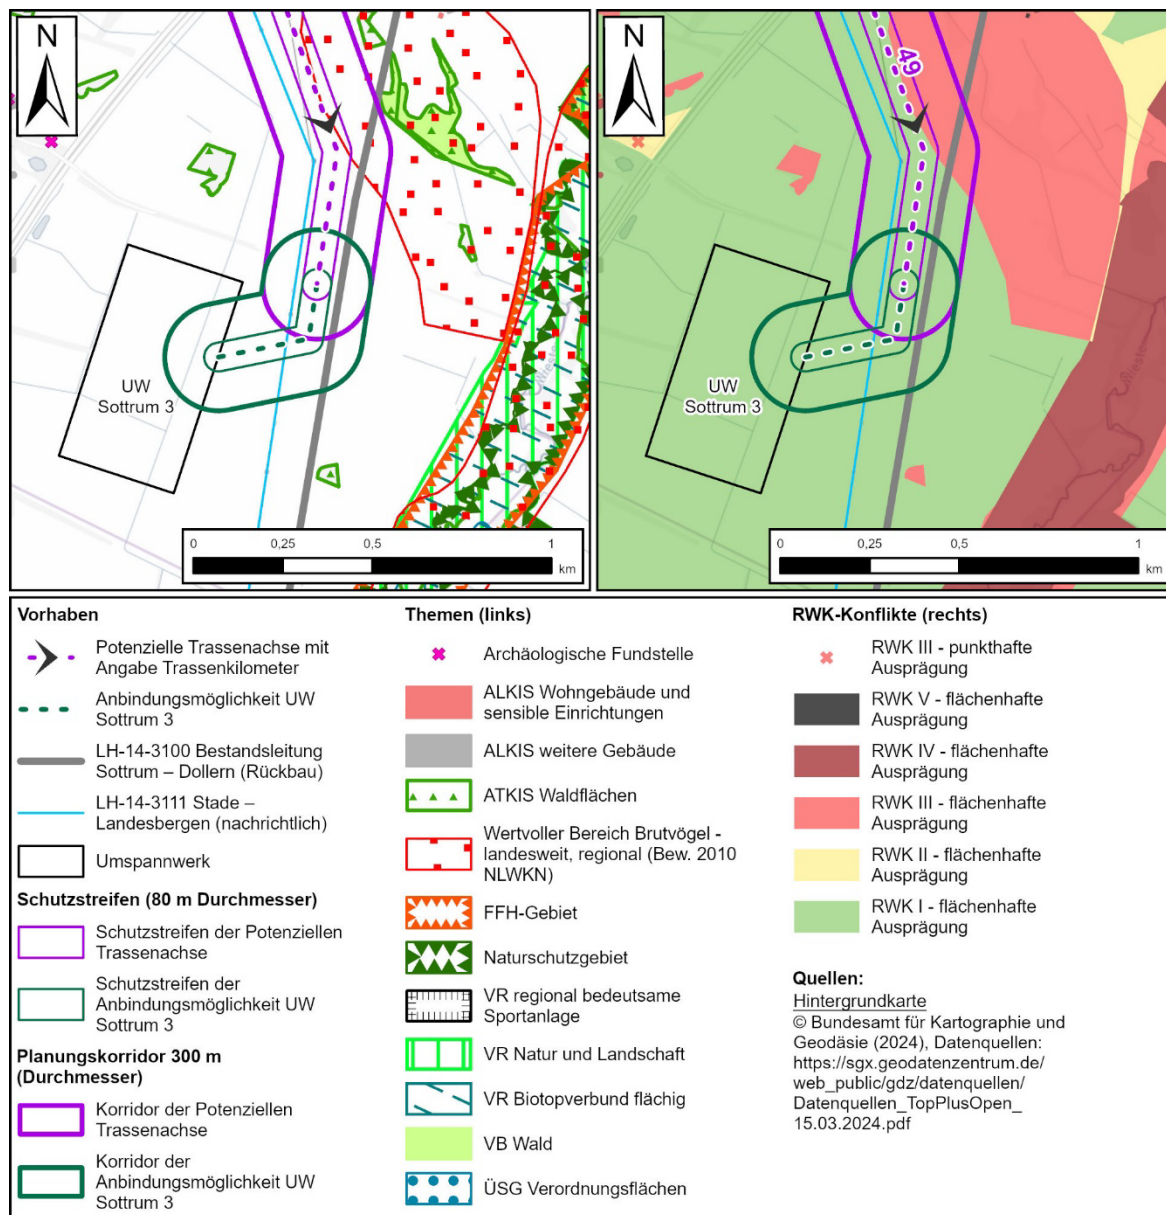 N
UW
Sottrum 3
Wieste
0
0,25
0,5
1
km
N
49
UW
Sottrum 3
Wieste
0
0,25
0,5
1
km
Vorhaben
Potenzielle Trassenachse mit
Angabe Trassenkilometer
Anbindungsmöglichkeit UW
Sottrum 3
LH-14-3100 Bestandsleitung
Sottrum – Dollern (Rückbau)
LH-14-3111 Stade –
Landesbergen (nachrichtlich)
Umspannwerk
Schutzstreifen (80 m Durchmesser)
Schutzstreifen der Potenziellen
Trassenachse
Schutzstreifen der
Anbindungsmöglichkeit UW
Sottrum 3
Planungskorridor 300 m
(Durchmesser)
Korridor der Potenziellen
Trassenachse
Korridor der
Anbindungsmöglichkeit UW
Sottrum 3
Themen (links)
Archäologische Fundstelle
ALKIS Wohngebäude und
sensible Einrichtungen
ALKIS weitere Gebäude
ATKIS Waldflächen
Wertvoller Bereich Brutvögel -
landesweit, regional (Bew. 2010
NLWKN)
FFH-Gebiet
Naturschutzgebiet
VR regional bedeutsame
Sportanlage
VR Natur und Landschaft
VR Biotopverbund flächig
VB Wald
ÜSG Verordnungsflächen
RWK-Konflikte (rechts)
RWK III - punkthafte
Ausprägung
RWK V - flächenhafte
Ausprägung
RWK IV - flächenhafte
Ausprägung
RWK III - flächenhafte
Ausprägung
RWK II - flächenhafte
Ausprägung
RWK I - flächenhafte
Ausprägung
Quellen:
Hintergrundkarte
© Bundesamt für Kartographie und
Geodäsie (2024), Datenquellen:
https://sgx.geodatenzentrum.de/
web_public/gdz/datenquellen/
Datenquellen_TopPlusOpen_
15.03.2024.pdf